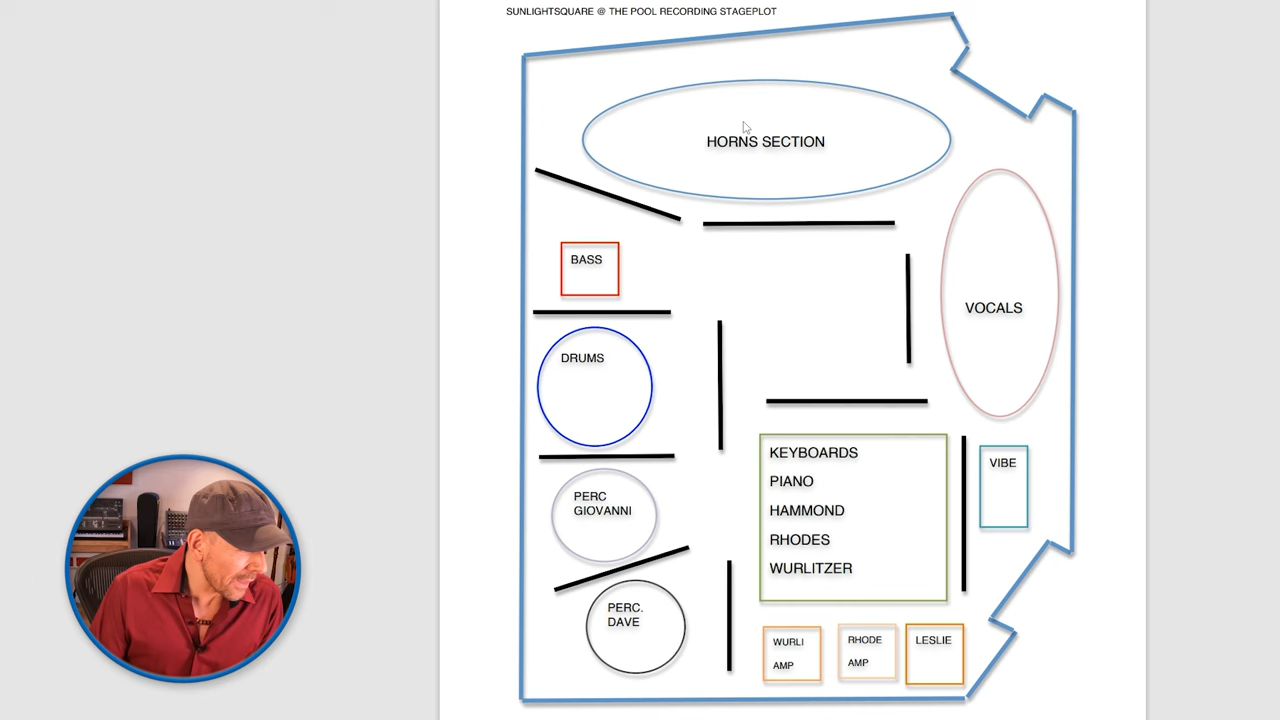 SUNLIGHTSQUARE @ THE POOL RECORDING STAGEPLOT
HORNS SECTION
BASS
VOCALS
DRUMS
KEYBOARDS
PIANO
HAMMOND
RHODES
WURLITZER
VIBE
PERC
GIOVANNI
PERC.
DAVE
WURLI
AMP
RHODE
AMP
LESLIE